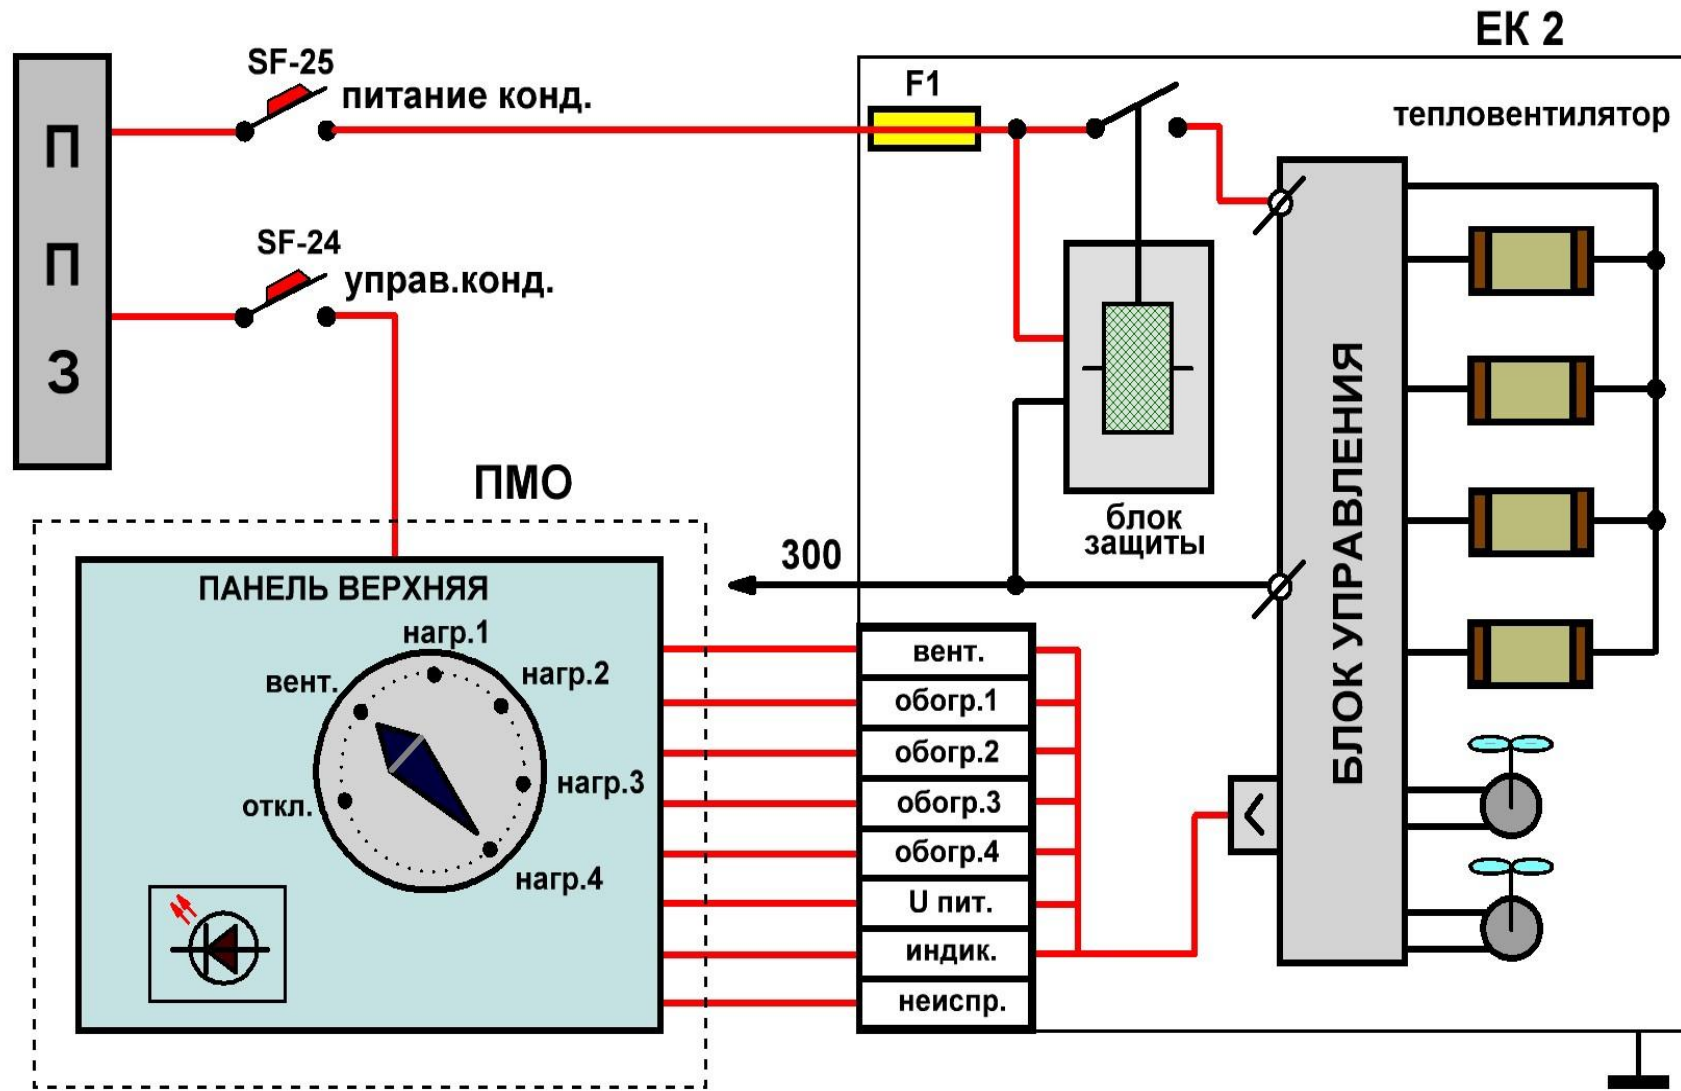 ЕК 2
SF-25
питание конд.
F1
тепловентилятор
П
П
З
SF-24
управ.конд.
БЛОК УПРАВЛЕНИЯ
ПМО
блок
защиты
300
ПАНЕЛЬ ВЕРХНЯЯ
нагр.1
вент.
нагр.2
нагр.3
откл.
нагр.4
вент.
обогр.1
обогр.2
обогр.3
обогр.4
U пит.
индик.
неиспр.